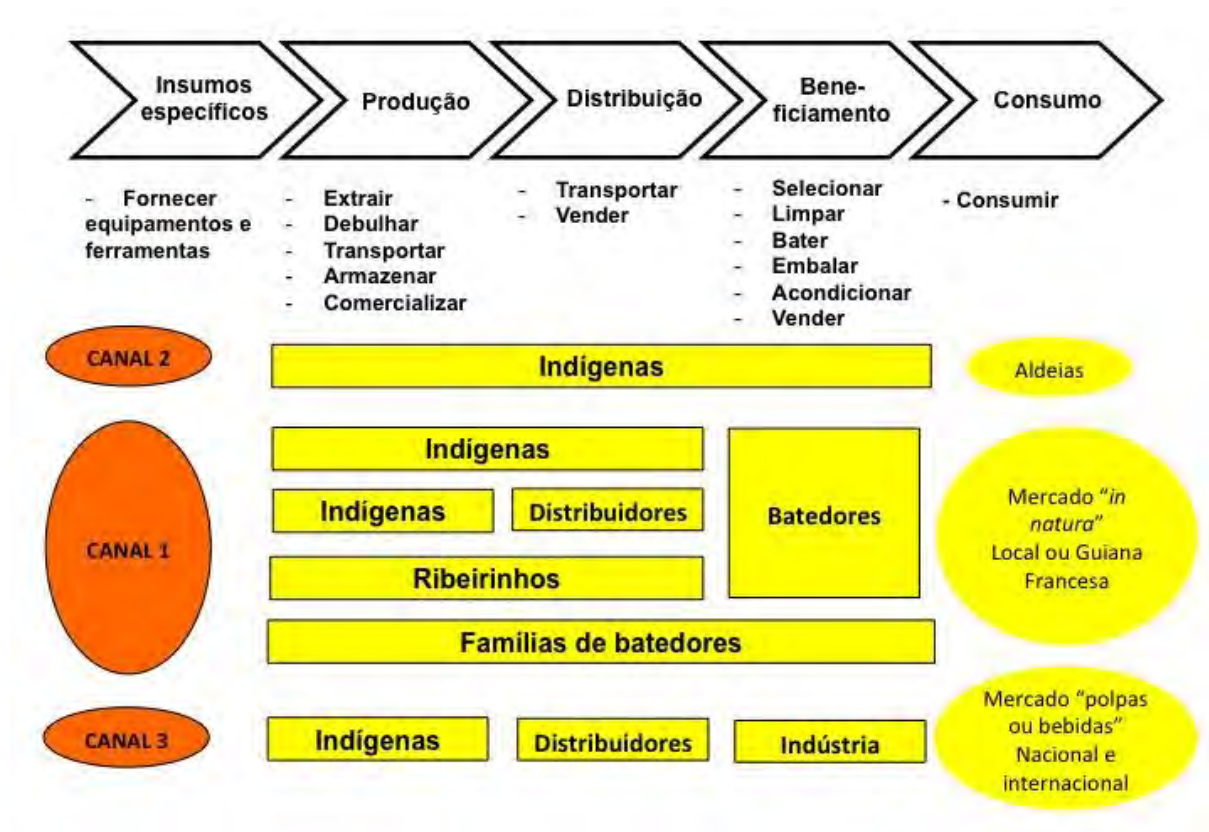 Insumos
específicos
Produção
Distribuição
Bene-
ficiamento
Consumo
- Fornecer
equipamentos e
ferramentas
- Extrair
- Debulhar
- Transportar
- Armazenar
- Comercializar
- Transportar
- Vender
- Selecionar
- Limpar
- Bater
- Embalar
- Acondicionar
- Vender
- Consumir
CANAL 2
Indígenas
Aldeias
CANAL 1
Indígenas
Indígenas
Distribuidores
Ribeirinhos
Batedores
Famílias de batedores
Mercado “in
natura”
Local ou Guiana
Francesa
CANAL 3
Indígenas
Distribuidores
Indústria
Mercado “polpas
ou bebidas”
Nacional e
internacional